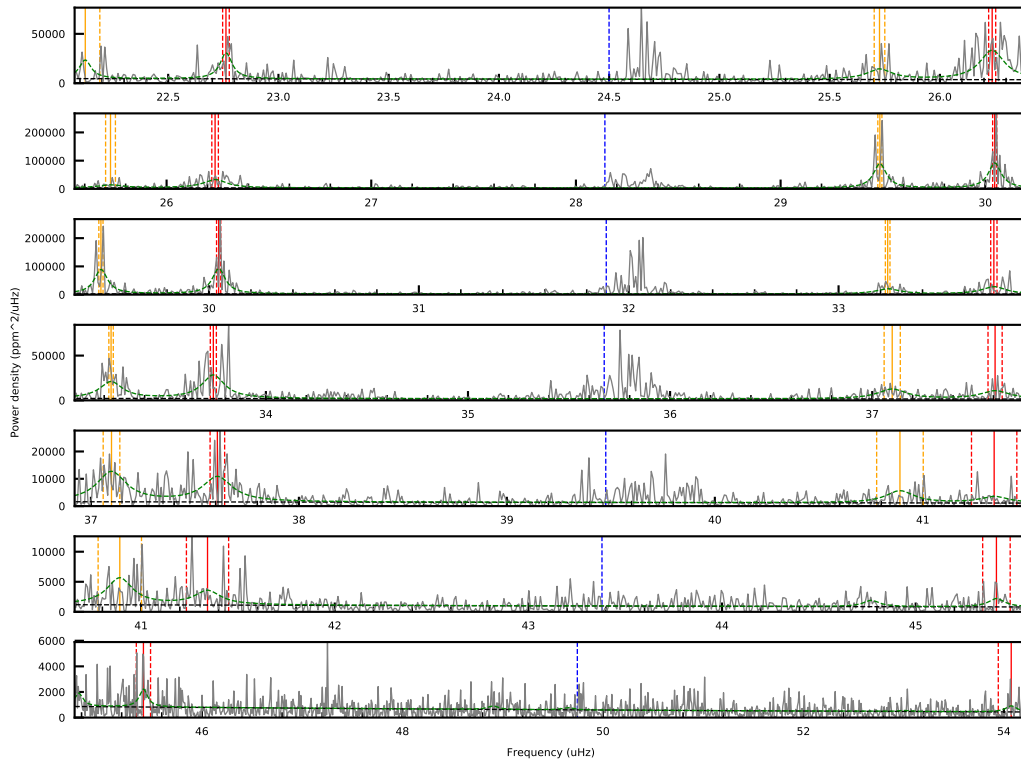 50000
0
22.5 23.0 23.5 24.0 24.5 25.0 25.5 26.0
200000
100000
0
26 27 28 29 30
200000
100000
0
30 31 32 33
50000
0
34 35 36 37
20000
10000
0
37 38 39 40 41
10000
5000
0
41 42 43 44 45
6000
4000
2000
0
46 48 50 52 54
Power density (ppm^2/uHz)
Frequency (uHz)